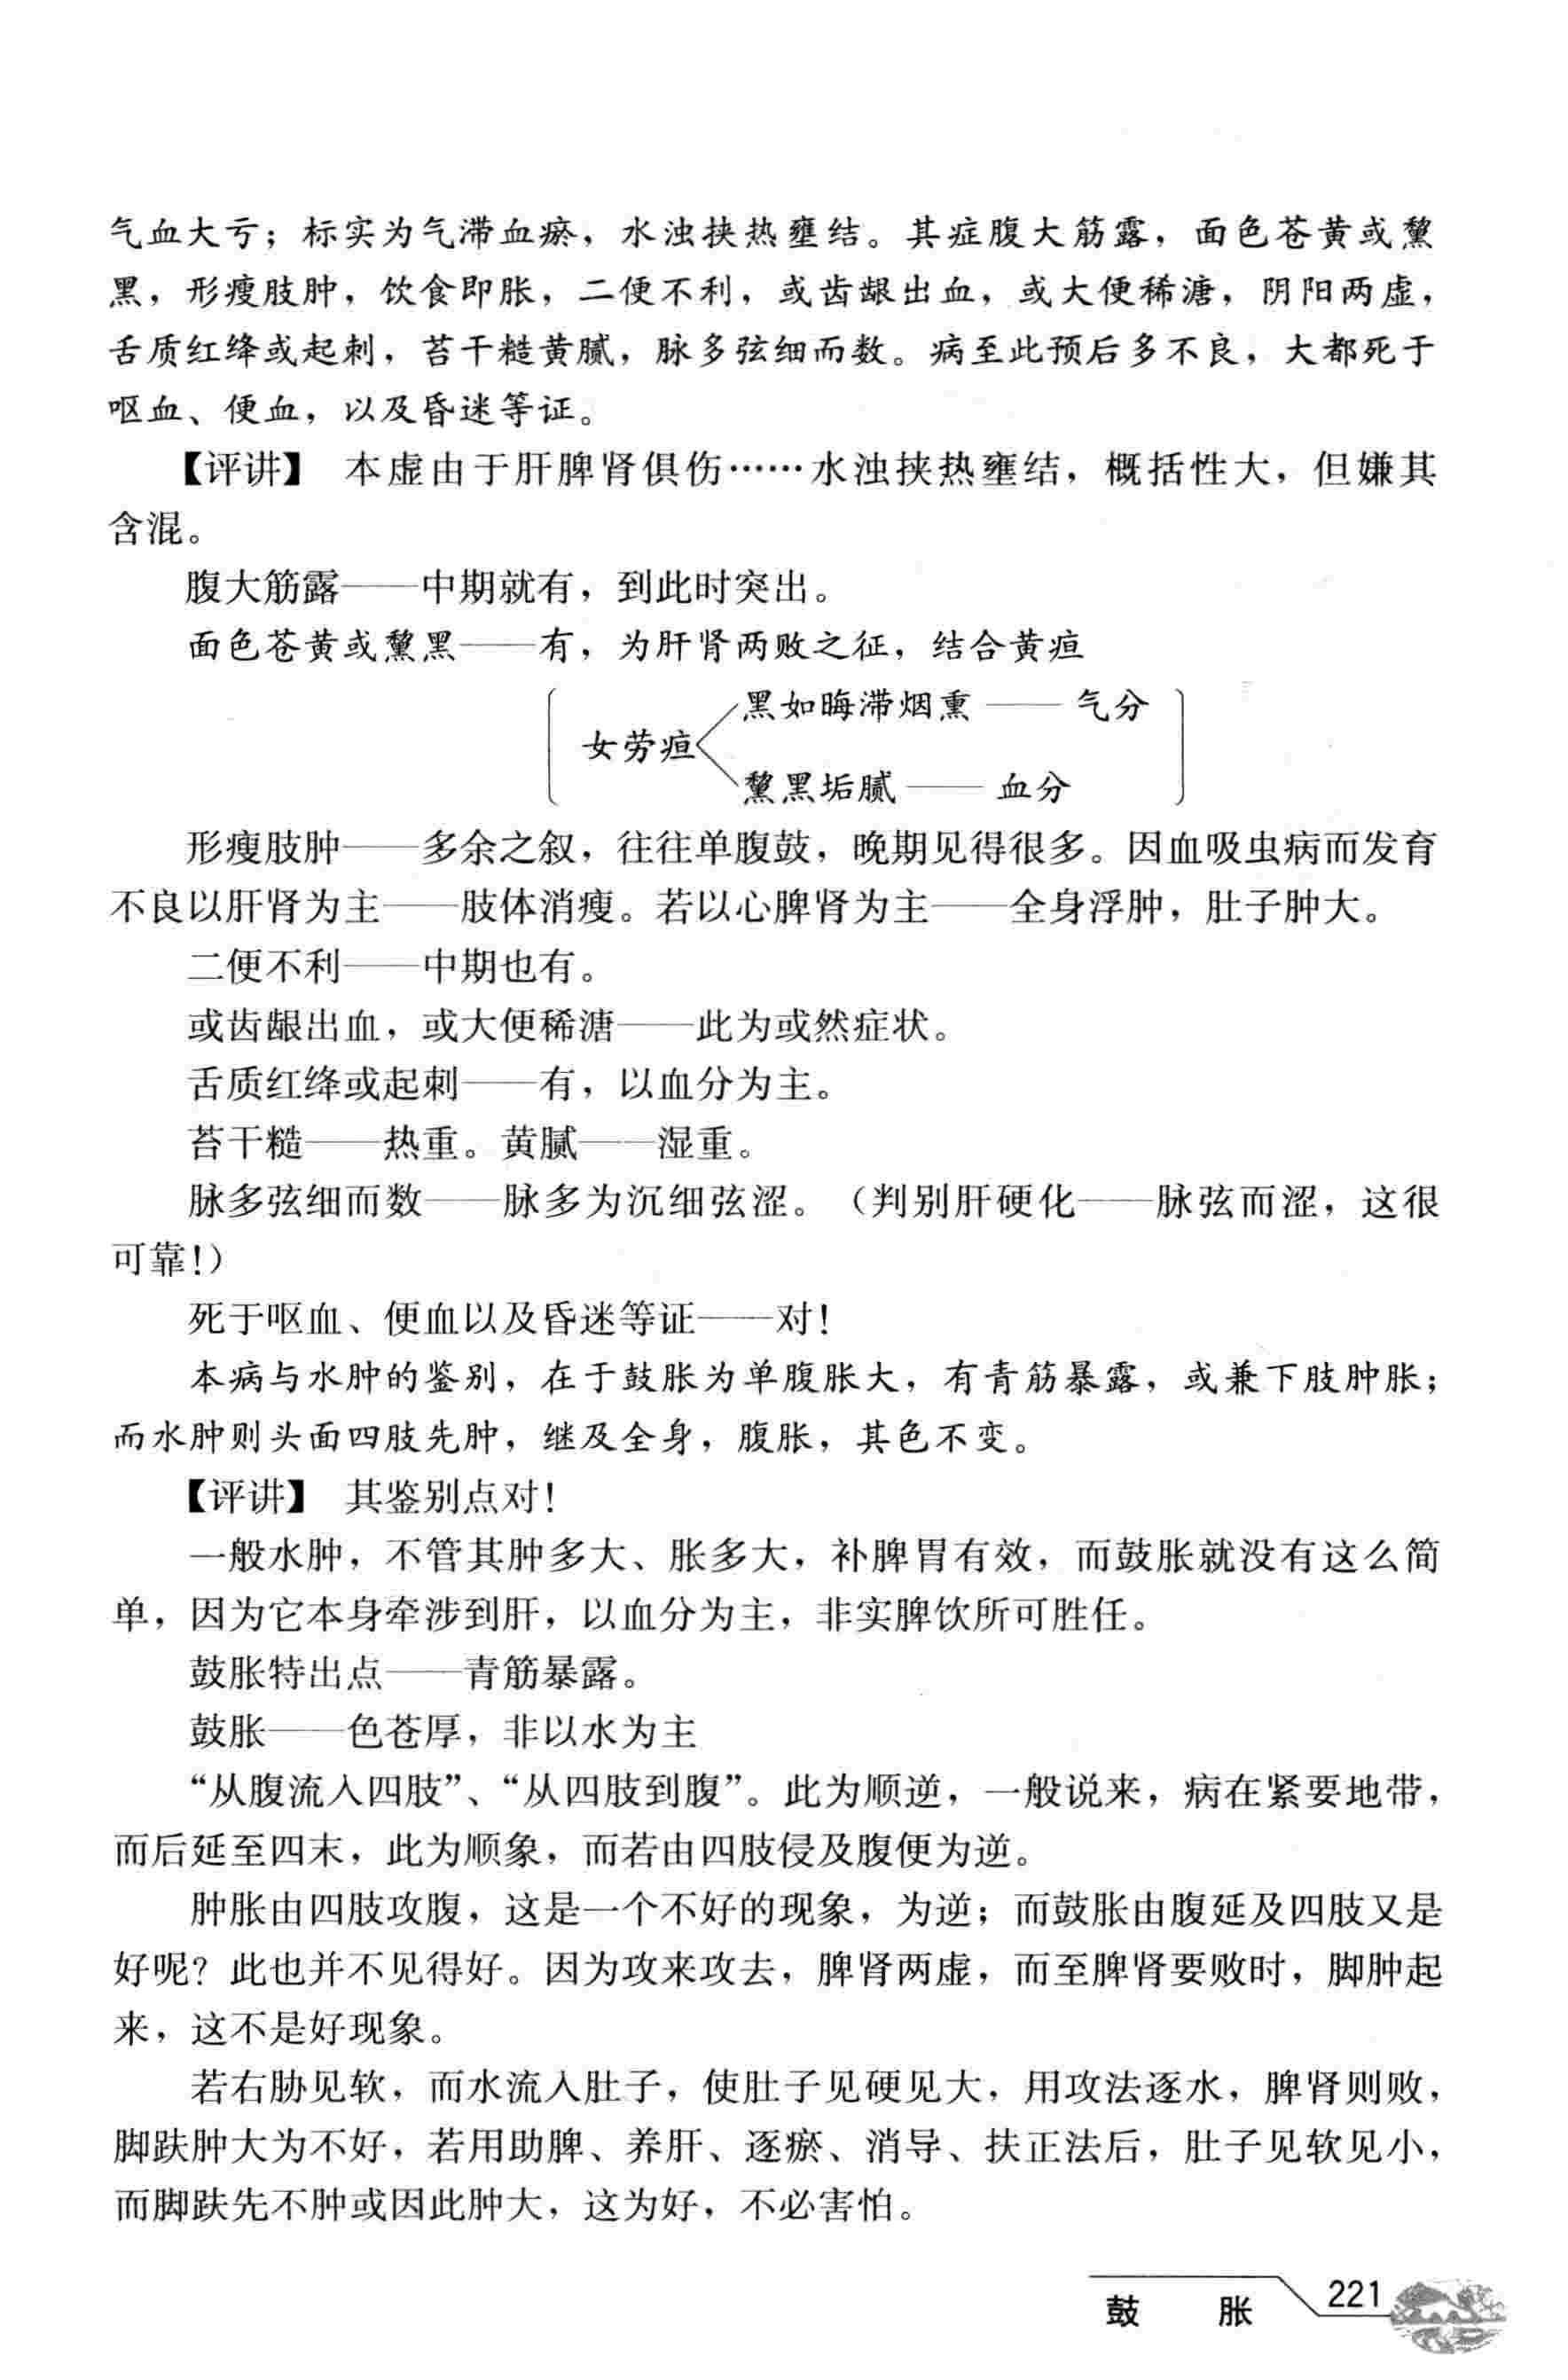 气血大亏；标实为气滞血瘀，水浊挟热壅结。其症腹大筋露，面色苍黄或黧
黑，形瘦肢肿，饮食即胀，二便不利，或齿龈出血，或大便稀溏，阴阳两虚，
舌质红绛或起刺，苔干糙黄腻，脉多弦细而数。病至此预后多不良，大都死于
呕血、便血，以及昏迷等证。
【评讲】 本虚由于肝脾肾俱伤……水浊挟热壅结，概括性大，但嫌其
含混。
腹大筋露——中期就有，到此时突出。
面色苍黄或黧黑——有，为肝肾两败之征，结合黄疸
黑如晦滞烟熏——气分
女劳疸
黧黑垢腻——血分
形瘦肢肿——多余之叙，往往单腹鼓，晚期见得很多。因血吸虫病而发育
不良以肝肾为主——肢体消瘦。若以心脾肾为主——全身浮肿，肚子肿大。
二便不利——中期也有。
或齿龈出血，或大便稀溏——此为或然症状。
舌质红绛或起刺——有，以血分为主。
苔干糙——热重。黄腻——湿重。
脉多弦细而数——脉多为沉细弦涩。（判别肝硬化——脉弦而涩，这很
可靠！）
死于呕血、便血以及昏迷等证——对！
本病与水肿的鉴别，在于鼓胀为单腹胀大，有青筋暴露，或兼下肢肿胀；
而水肿则头面四肢先肿，继及全身，腹胀，其色不变。
【评讲】 其鉴别点对！
一般水肿，不管其肿多大、胀多大，补脾胃有效，而鼓胀就没有这么简
单，因为它本身牵涉到肝，以血分为主，非实脾饮所可胜任。
鼓胀特出点——青筋暴露。
鼓胀——色苍厚，非以水为主
“从腹流入四肢”、“从四肢到腹”。此为顺逆，一般说来，病在紧要地带，
而后延至四末，此为顺象，而若由四肢侵及腹便为逆。
肿胀由四肢攻腹，这是一个不好的现象，为逆；而鼓胀由腹延及四肢又是
好呢？此也并不见得好。因为攻来攻去，脾肾两虚，而至脾肾要败时，脚肿起
来，这不是好现象。
若右胁见软，而水流入肚子，使肚子见硬见大，用攻法逐水，脾肾则败，
脚趺肿大为不好，若用助脾、养肝、逐瘀、消导、扶正法后，肚子见软见小，
而脚趺先不肿或因此肿大，这为好，不必害怕。
鼓 胀 221